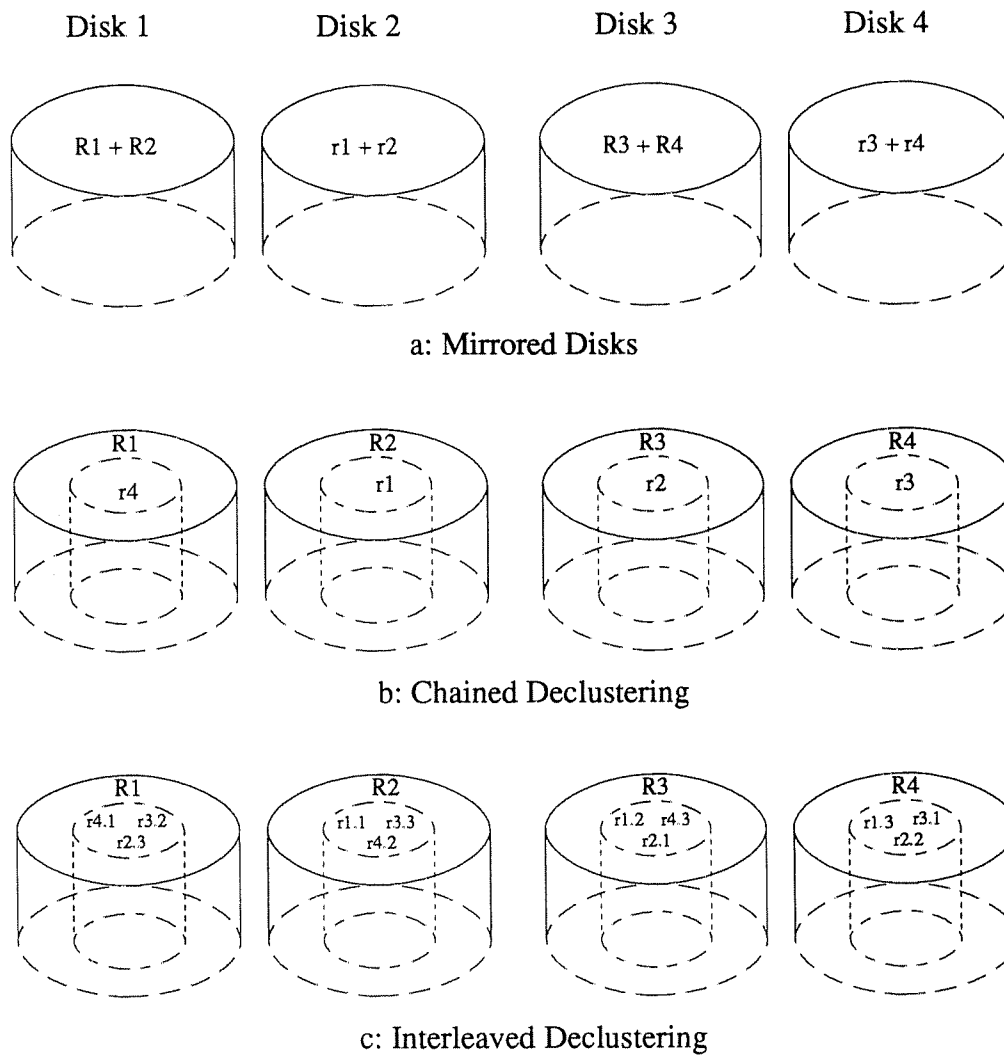 Disk 1 Disk 2 Disk 3 Disk 4
R1 + R2 r1 + r2 R3 + R4 r3 + r4
a: Mirrored Disks
R1 R2 R3 R4
r4 r1 r2 r3
b: Chained Declustering
R1 R2 R3 R4
r4.1 r3.2 r1.1 r3.3 r1.2 r4.3 r1.3 r3.1
r2.3 r4.2 r2.1 r2.2
c: Interleaved Declustering